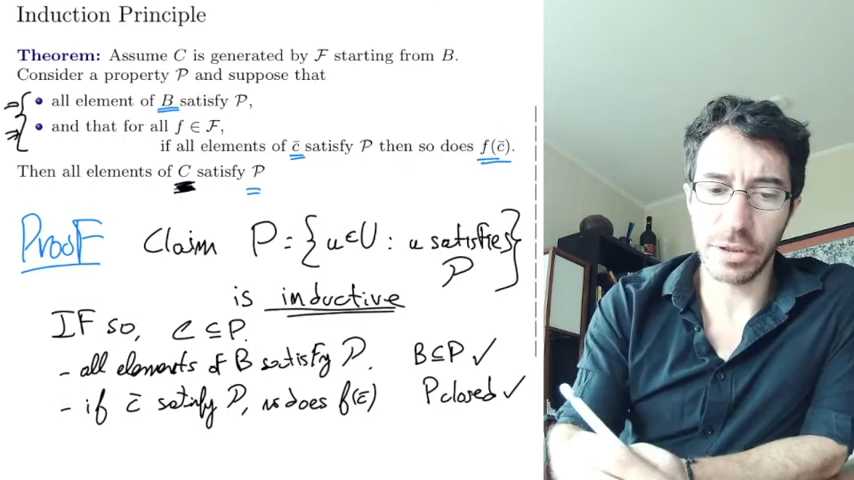 Induction Principle
Theorem: Assume C is generated by F starting from B.
Consider a property P and suppose that
• all element of B satisfy P,
• and that for all f ∈ F,
if all elements of c̄ satisfy P then so does f(c̄).
Then all elements of C satisfy P
Proof Claim P = {u∈U : u satisfies
P}
is inductive
IF so, C ⊆ P.
- all elements of B satisfy P. B ⊆ P ✓
- if c̄ satisfy P, so does f(c̄) P closed ✓